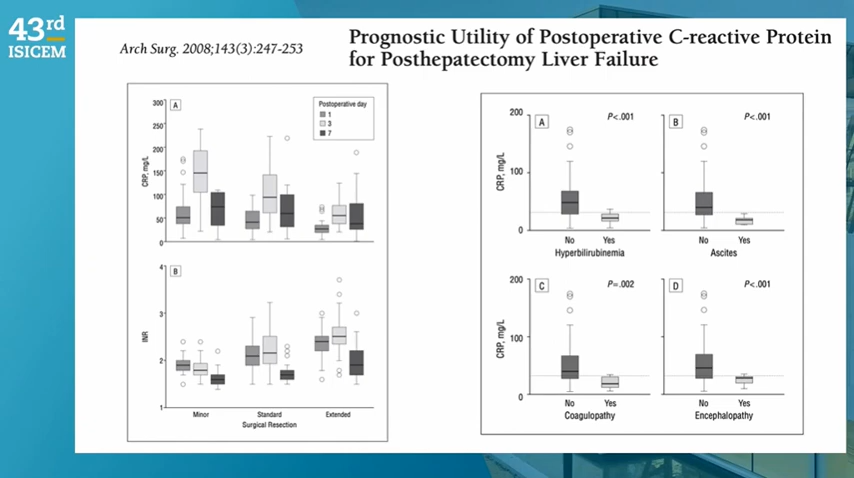 43rd
ISICEM
Arch Surg. 2008;143(3):247-253
Prognostic Utility of Postoperative C-reactive Protein
for Posthepatectomy Liver Failure
A
Postoperative day
1
3
7
300
250
200
150
100
50
0
CRP, mg/L
B
4
3
2
1
INR
Minor
Standard
Extended
Surgical Resection
A
P<.001
200
100
0
CRP, mg/L
No
Yes
Hyperbilirubinemia
B
P<.001
No
Yes
Ascites
C
P=.002
200
100
0
CRP, mg/L
No
Yes
Coagulopathy
D
P<.001
No
Yes
Encephalopathy